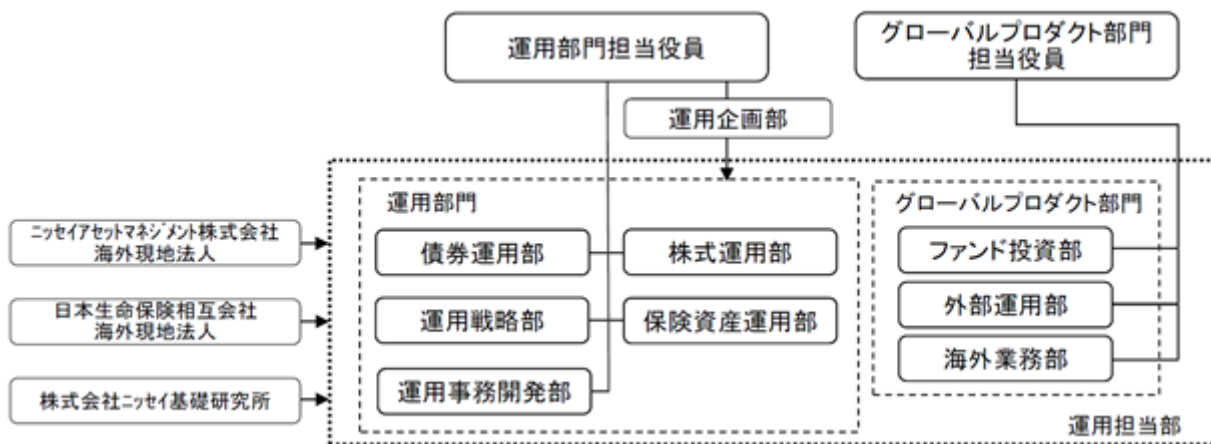 運用部門担当役員
グローバルプロダクト部門
担当役員
運用企画部
運用部門
グローバルプロダクト部門
ニッセイアセットマネジメント株式会社
海外現地法人
債券運用部
株式運用部
ファンド投資部
日本生命保険相互会社
海外現地法人
運用戦略部
保険資産運用部
外部運用部
海外業務部
株式会社ニッセイ基礎研究所
運用事務開発部
運用担当部